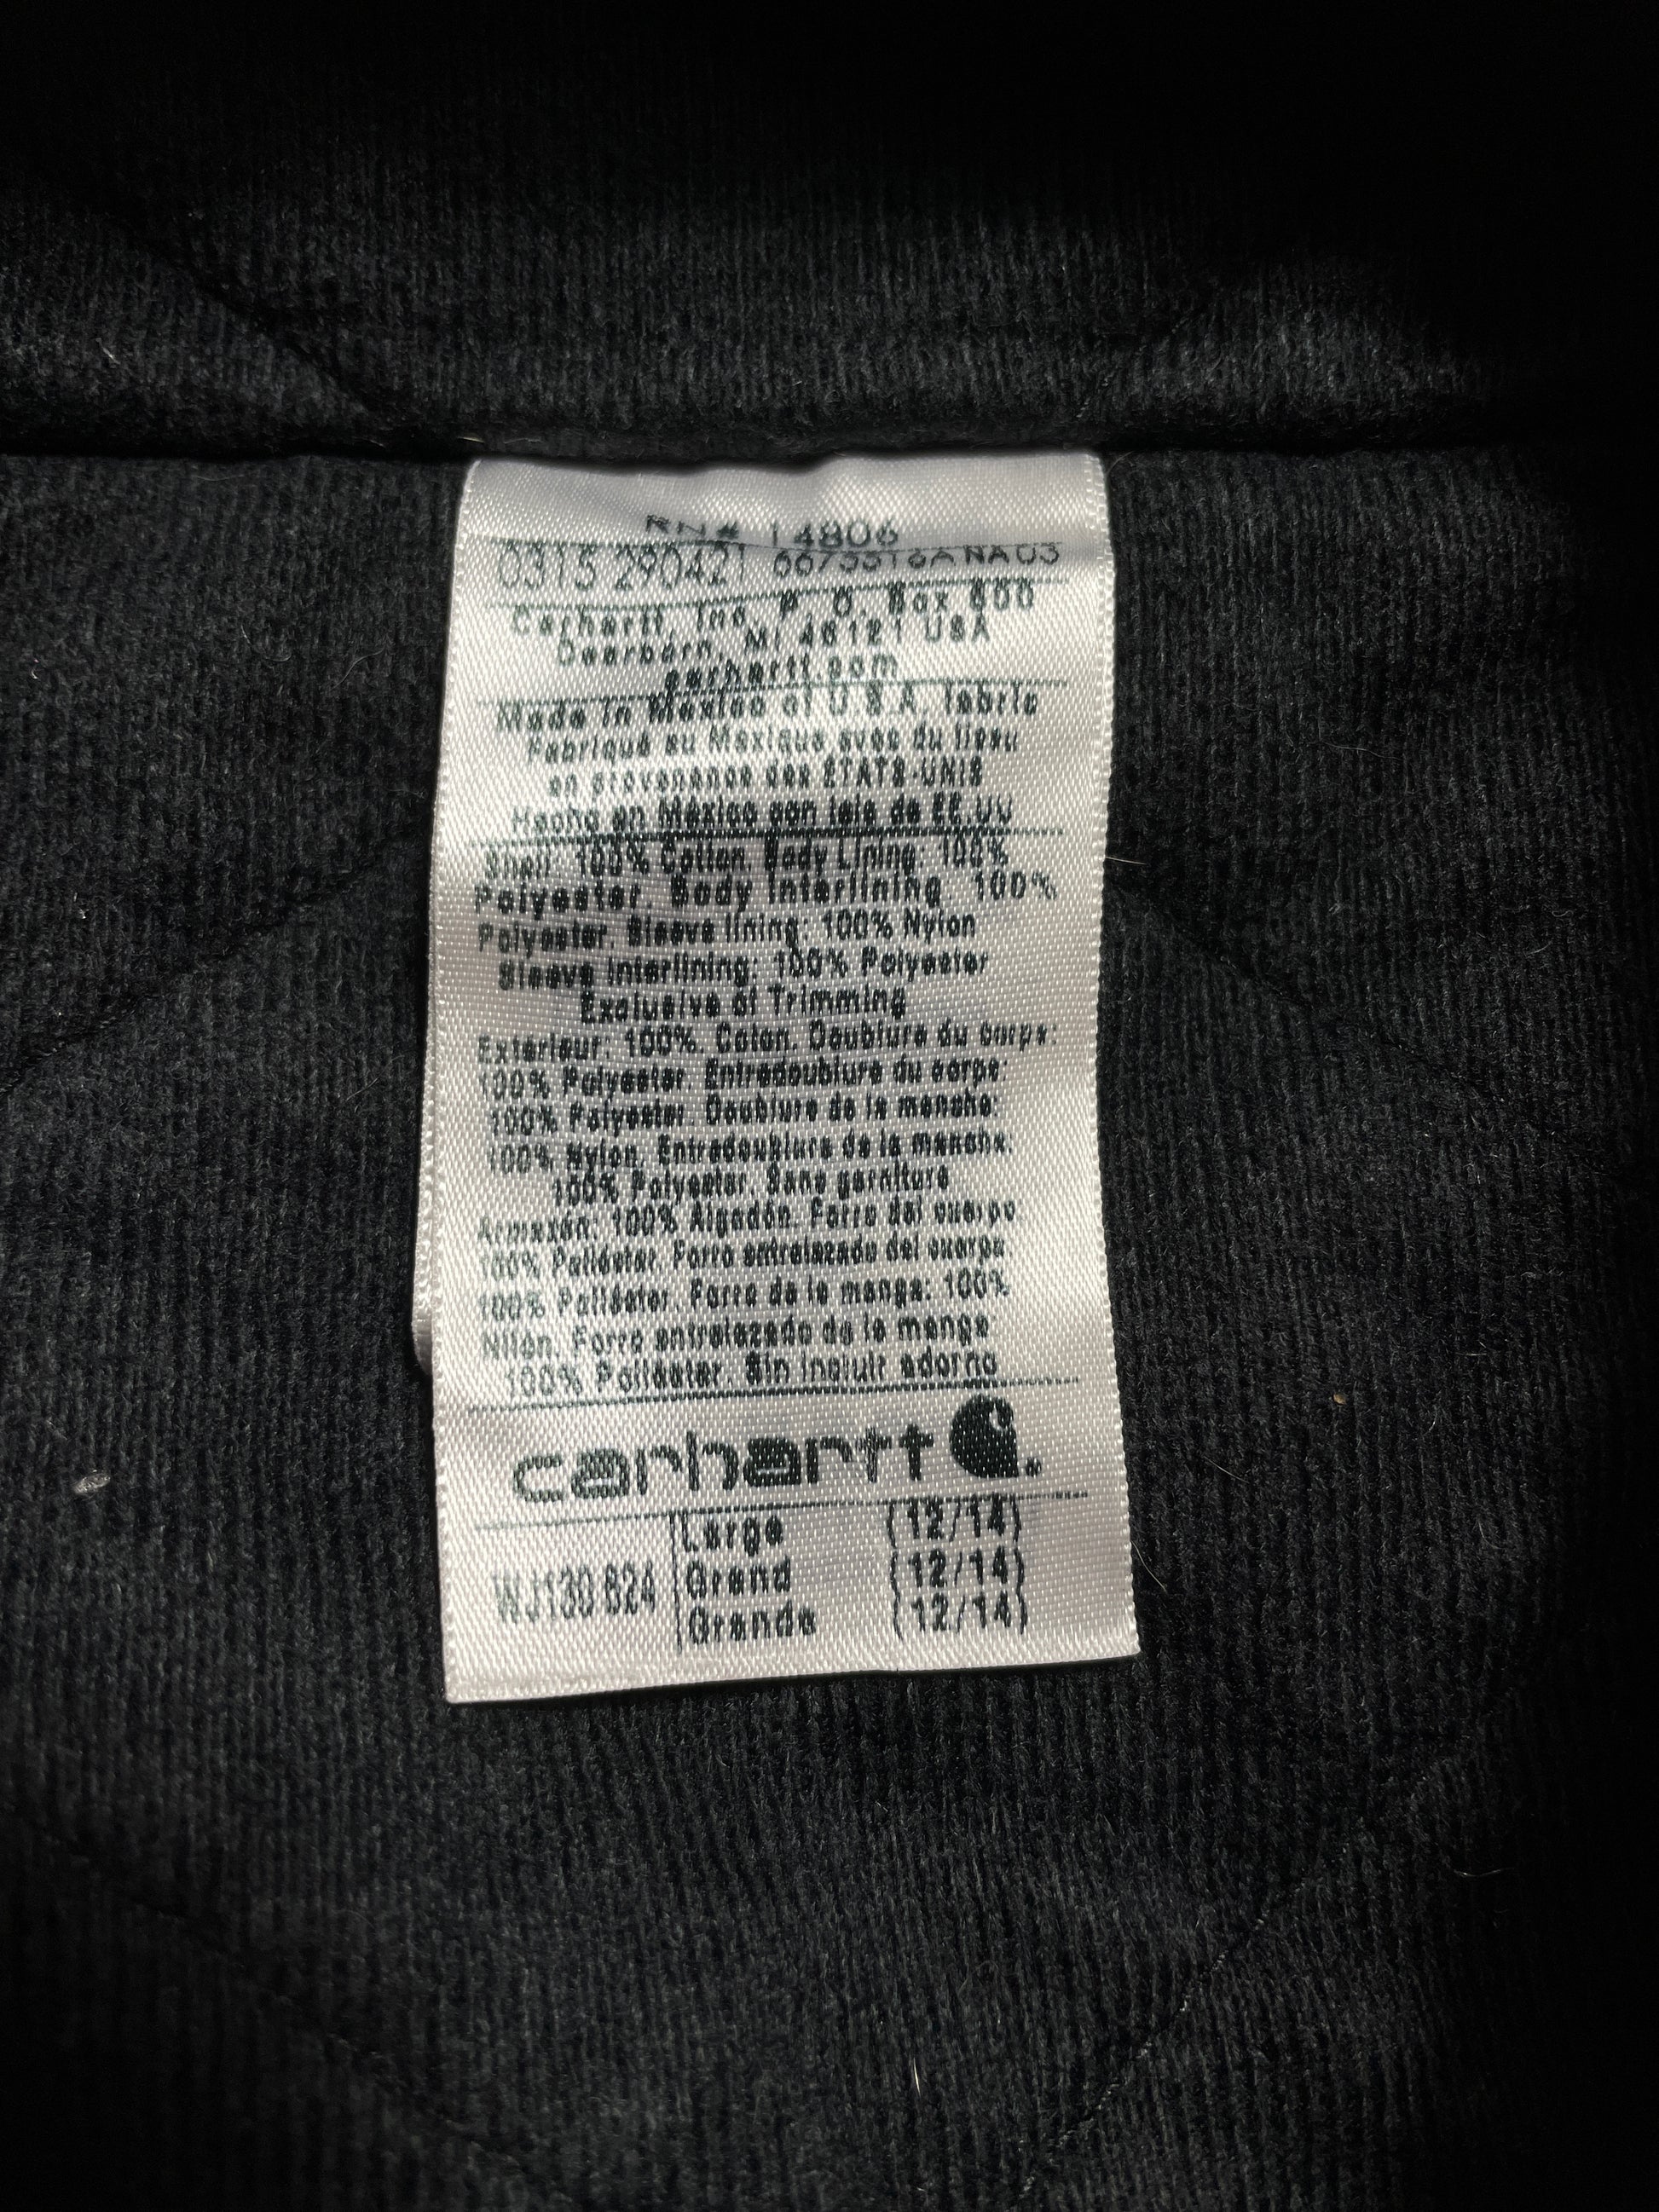 RN# 14806
0315 290421 6673316A NA 03
Carhartt, Inc. P. O. Box 600
Dearborn, MI 48121 USA
carhartt.com
Made in Mexico of U.S.A. fabric
Fabriqué au Mexique avec du tissu
en provenance des ÉTATS-UNIS
Hecho en México con tela de EE.UU
Shell: 100% Cotton. Body Lining: 100%
Polyester. Body Interlining: 100%
Polyester. Sleeve lining: 100% Nylon
Sleeve Interlining: 100% Polyester
Exclusive of Trimming
Extérieur: 100%. Coton. Doublure du corps:
100% Polyester. Entredoublure du corps
100% Polyester. Doublure de la manche:
100% Nylon. Entredoublure de la manche
100% Polyester. Sans garniture
Armazón: 100% Algodón. Forro del cuerpo
100% Poliéster. Forro entrelazado del cuerpo
100% Poliéster. Forro de la manga: 100%
Nilón. Forro entrelazado de la manga
100% Poliéster. Sin incluir adorno
carhartt
WJ130 624
Large (12/14)
Grand (12/14)
Grande (12/14)